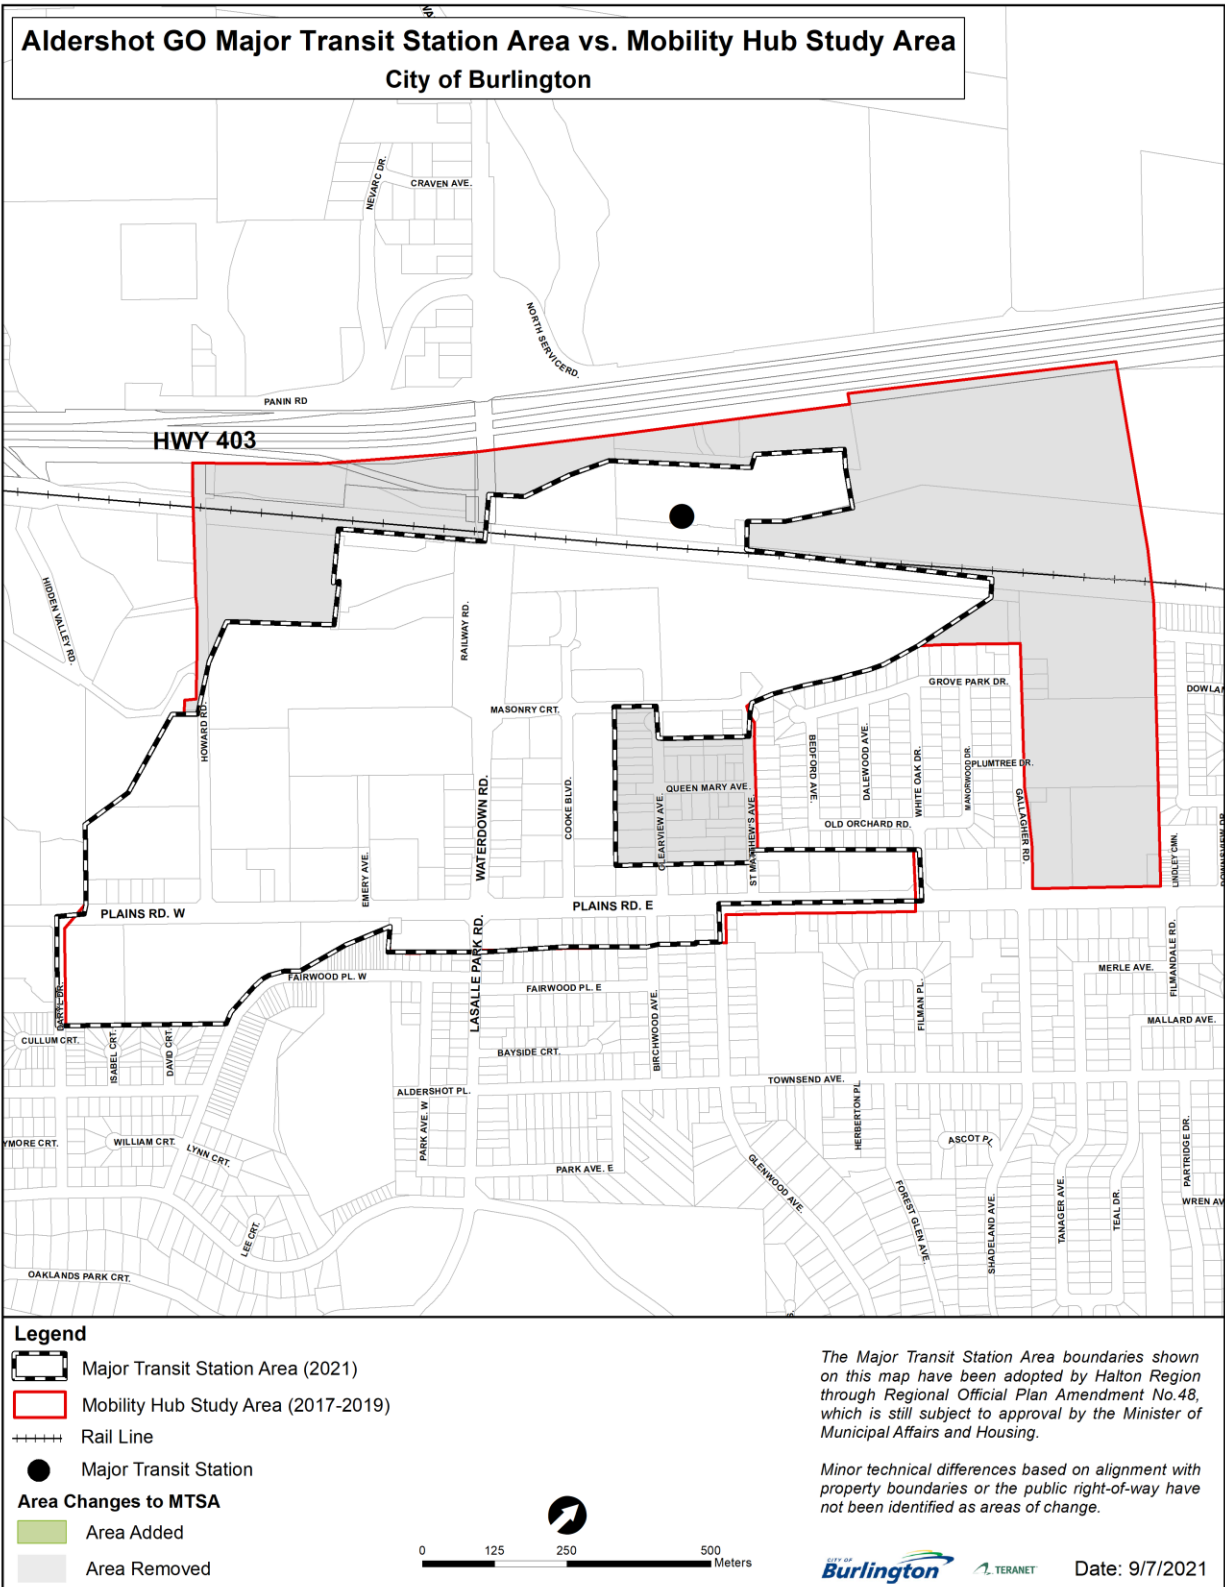 Aldershot GO Major Transit Station Area vs. Mobility Hub Study Area
City of Burlington
NEVARC DR.
CRAVEN AVE.
NORTH SERVICE RD.
PANIN RD
HWY 403
HIDDEN VALLEY RD.
RAILWAY RD.
HOWARD RD.
MASONRY CRT.
GROVE PARK DR.
DOWLAN
BEDFORD AVE.
DALEWOOD AVE.
WHITE OAK DR.
MANORWOOD DR.
PLUMTREE DR.
QUEEN MARY AVE.
WATERDOWN RD.
COOKE BLVD.
CLEARVIEW AVE.
ST MATTHEW'S AVE.
OLD ORCHARD RD.
GALLAGHER RD.
LINDLEY CMN.
EMERY AVE.
PLAINS RD. W
PLAINS RD. E
LASALLE PARK RD.
FAIRWOOD PL. W
FAIRWOOD PL. E
BIRCHWOOD AVE.
FILMAN PL.
MERLE AVE.
FILMANDALE RD.
MALLARD AVE.
DARYL DR.
CULLUM CRT.
ISABEL CRT.
DAVID CRT.
BAYSIDE CRT.
TOWNSEND AVE.
ALDERSHOT PL.
PARK AVE. W
HERBERTON PL.
YMORE CRT.
WILLIAM CRT.
LYNN CRT.
ASCOT PL
PARTRIDGE DR.
PARK AVE. E
GLENWOOD AVE.
FOREST GLEN AVE.
SHADELAND AVE.
TANAGER AVE.
TEAL DR.
WREN AV
LEE CRT.
OAKLANDS PARK CRT.
Legend
Major Transit Station Area (2021)
Mobility Hub Study Area (2017-2019)
Rail Line
Major Transit Station
Area Changes to MTSA
Area Added
Area Removed
0 125 250 500
Meters
The Major Transit Station Area boundaries shown
on this map have been adopted by Halton Region
through Regional Official Plan Amendment No.48,
which is still subject to approval by the Minister of
Municipal Affairs and Housing.
Minor technical differences based on alignment with
property boundaries or the public right-of-way have
not been identified as areas of change.
CITY OF
Burlington
TERANET
Date: 9/7/2021